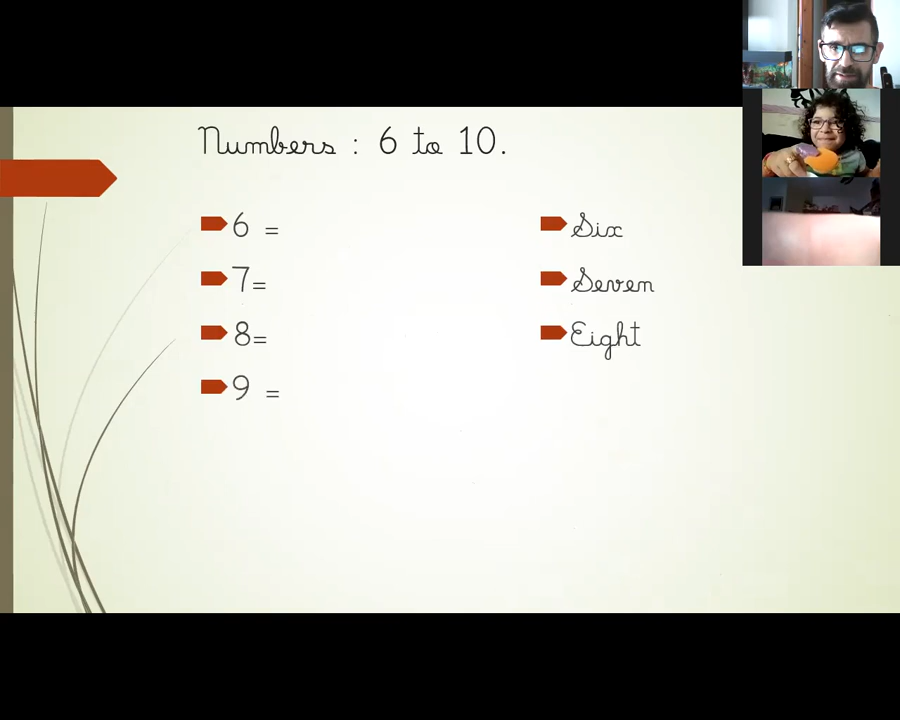 Numbers : 6 to 10.
6 =
7=
8=
9 =
Six
Seven
Eight